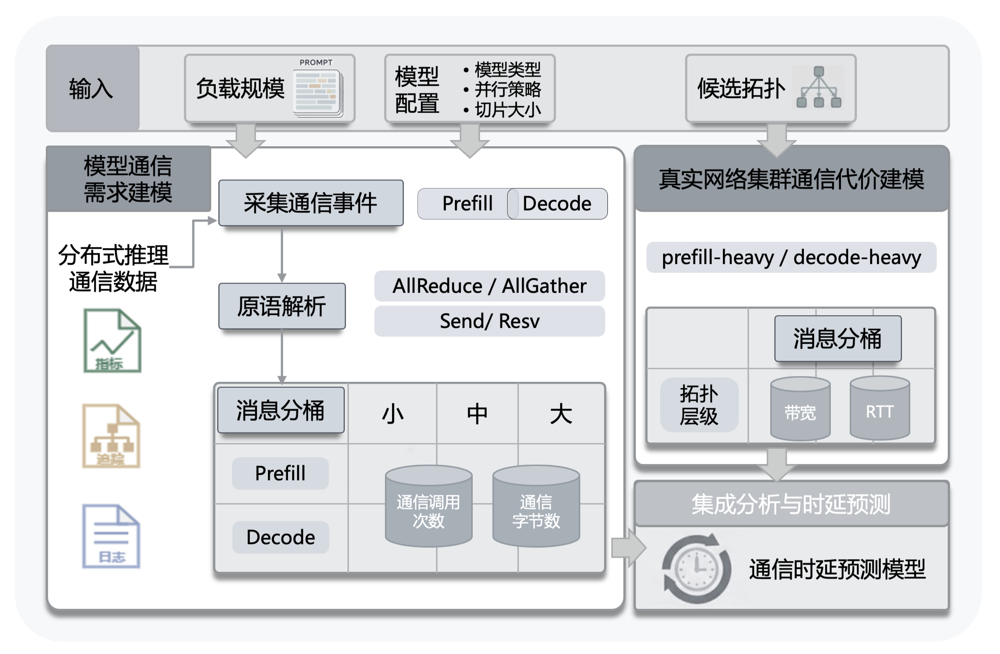 输入
负载规模
PROMPT
模型
配置
• 模型类型
• 并行策略
• 切片大小
候选拓扑
模型通信
需求建模
采集通信事件
Prefill
Decode
分布式推理
通信数据
原语解析
AllReduce / AllGather
Send/ Resv
指标
追踪
日志
消息分桶
小
中
大
Prefill
Decode
通信调用
次数
通信
字节数
真实网络集群通信代价建模
prefill-heavy / decode-heavy
消息分桶
拓扑
层级
带宽
RTT
集成分析与时延预测
通信时延预测模型